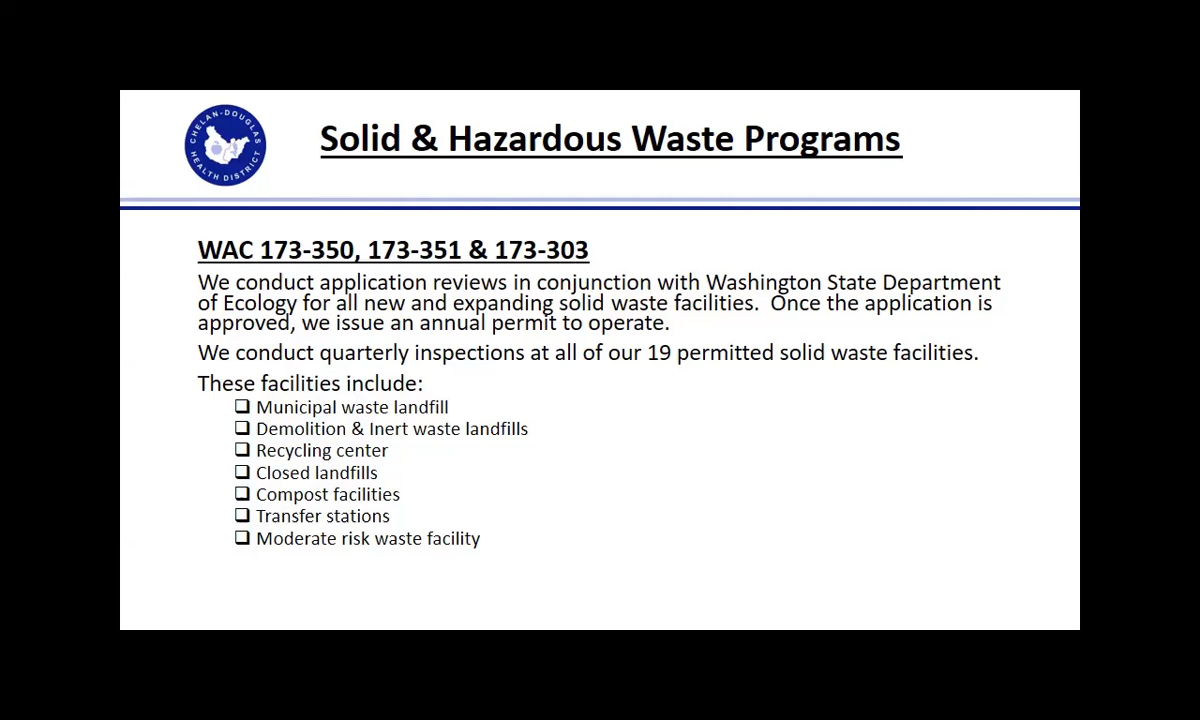 CHELAN-DOUGLAS
HEALTH DISTRICT
Solid & Hazardous Waste Programs
WAC 173-350, 173-351 & 173-303
We conduct application reviews in conjunction with Washington State Department
of Ecology for all new and expanding solid waste facilities.  Once the application is
approved, we issue an annual permit to operate.
We conduct quarterly inspections at all of our 19 permitted solid waste facilities.
These facilities include:
❑ Municipal waste landfill
❑ Demolition & Inert waste landfills
❑ Recycling center
❑ Closed landfills
❑ Compost facilities
❑ Transfer stations
❑ Moderate risk waste facility